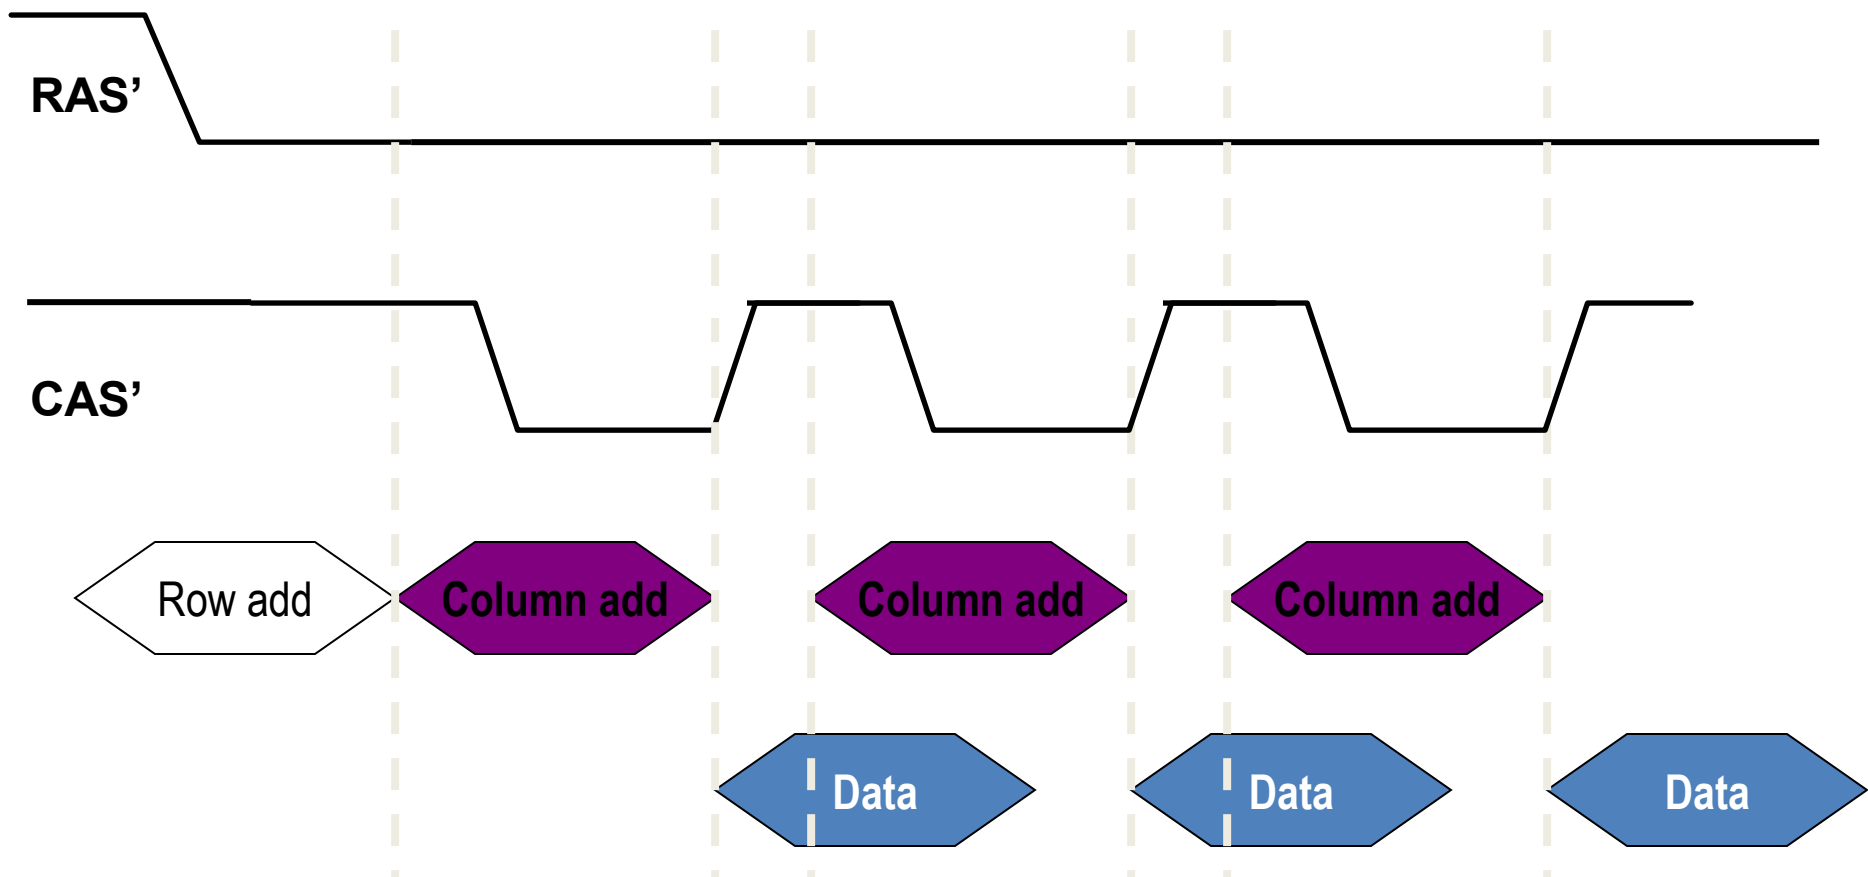 RAS’
CAS’
Row add
Column add
Column add
Column add
Data
Data
Data